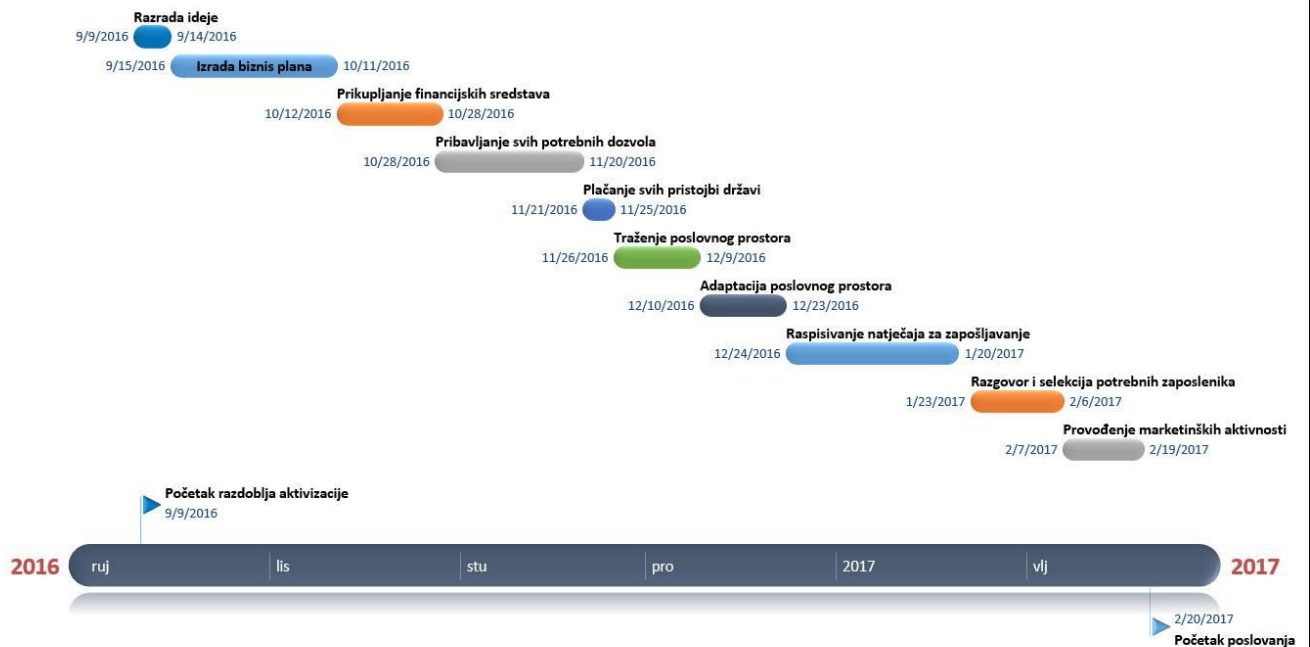 Razrada ideje
9/9/2016 9/14/2016
9/15/2016 Izrada biznis plana 10/11/2016
Prikupljanje financijskih sredstava
10/12/2016 10/28/2016
Pribavljanje svih potrebnih dozvola
10/28/2016 11/20/2016
Plačanje svih pristojbi državi
11/21/2016 11/25/2016
Traženje poslovnog prostora
11/26/2016 12/9/2016
Adaptacija poslovnog prostora
12/10/2016 12/23/2016
Raspisivanje natječaja za zapošljavanje
12/24/2016 1/20/2017
Razgovor i selekcija potrebnih zaposlenika
1/23/2017 2/6/2017
Provođenje marketinških aktivnosti
2/7/2017 2/19/2017
Početak razdoblja aktivizacije
9/9/2016
2016 ruj lis stu pro 2017 vlj 2017
2/20/2017
Početak poslovanja